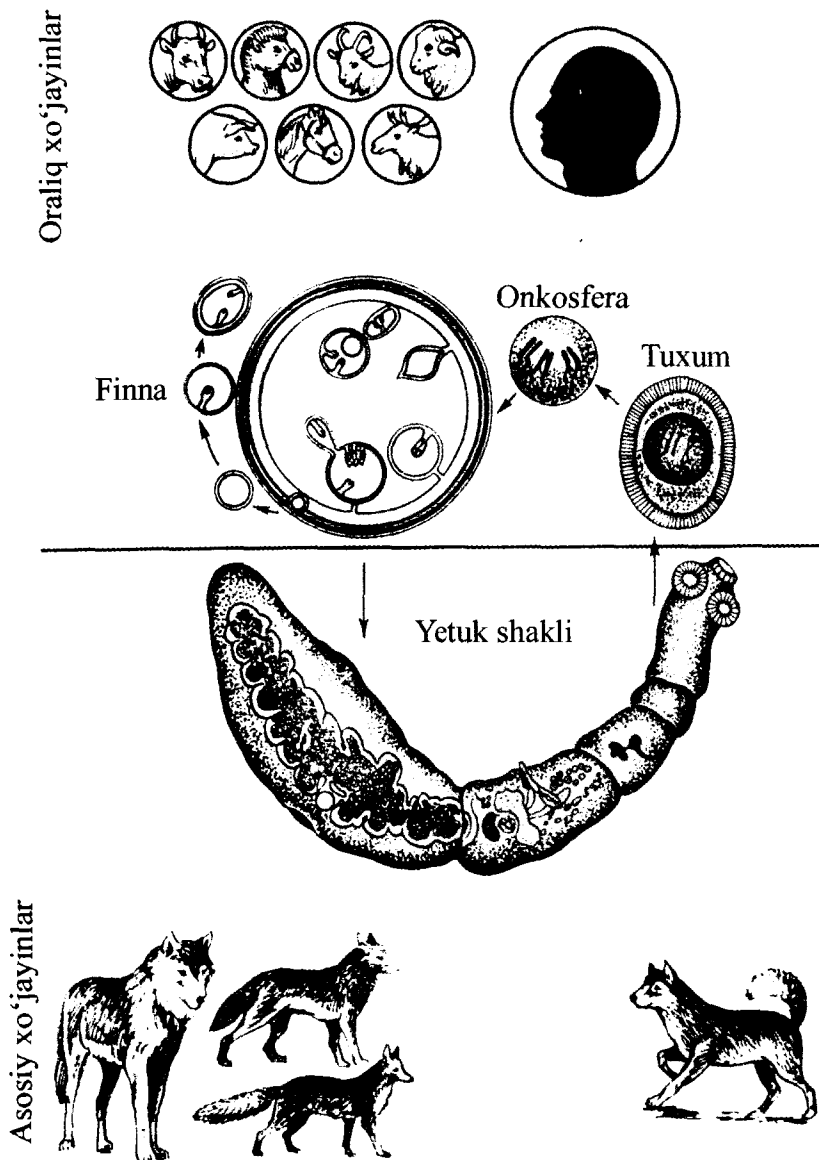 Oraliq xo‘jayinlar
Onkosfera
Tuxum
Finna
Yetuk shakli
Asosiy xo‘jayinlar